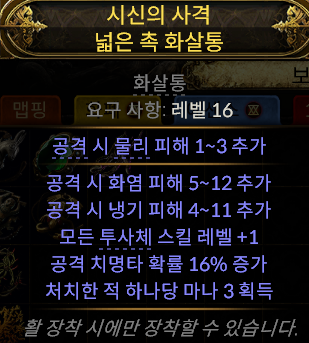 시신의 사격
넓은 촉 화살통
화살통
맵핑
요구 사항: 레벨 16
보
공격 시 물리 피해 1~3 추가
공격 시 화염 피해 5~12 추가
공격 시 냉기 피해 4~11 추가
모든 투사체 스킬 레벨 +1
공격 치명타 확률 16% 증가
처치한 적 하나당 마나 3 획득
활 장착 시에만 장착할 수 있습니다.